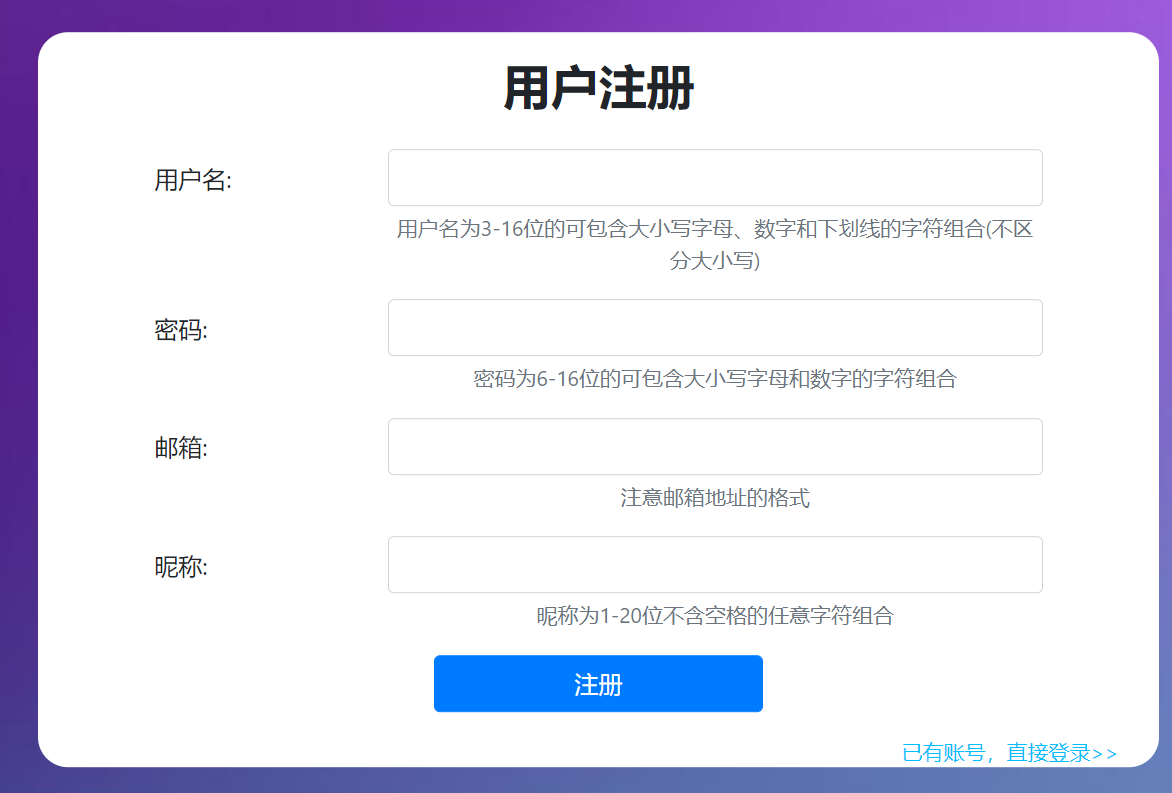 用户注册
用户名:
用户名为3-16位的可包含大小写字母、数字和下划线的字符组合(不区
分大小写)
密码:
密码为6-16位的可包含大小写字母和数字的字符组合
邮箱:
注意邮箱地址的格式
昵称:
昵称为1-20位不含空格的任意字符组合
注册
已有账号，直接登录>>